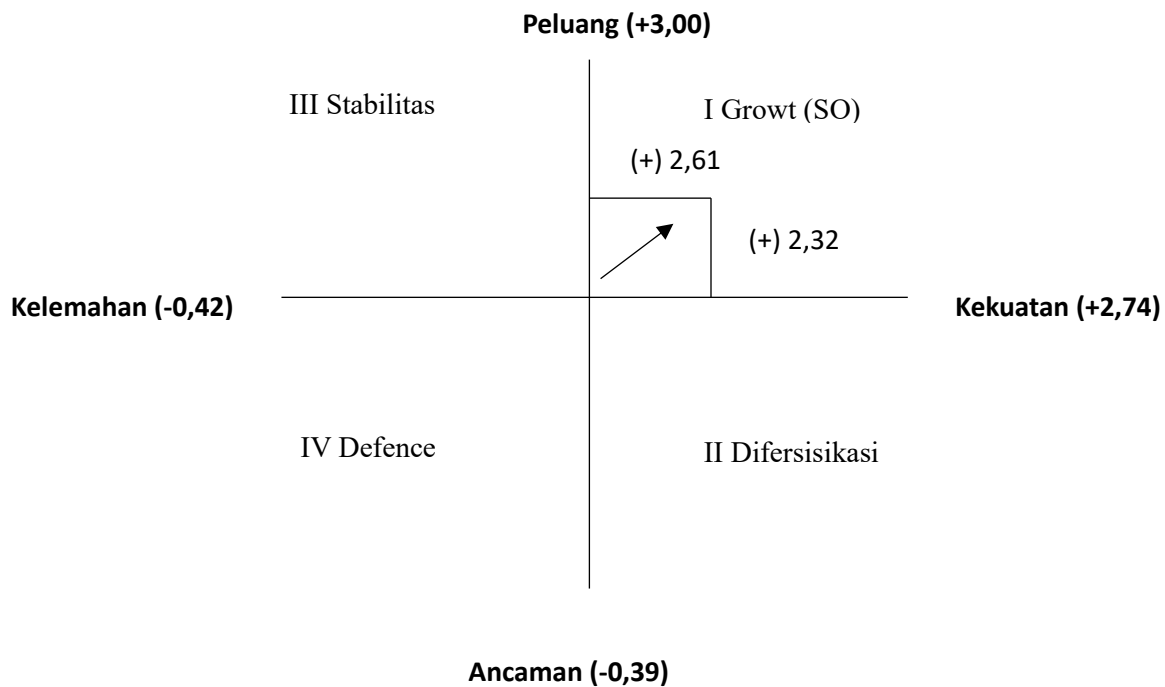 Peluang (+3,00)
III Stabilitas
I Growt (SO)
(+) 2,61
(+) 2,32
Kelemahan (-0,42)
Kekuatan (+2,74)
IV Defence
II Difersisikasi
Ancaman (-0,39)